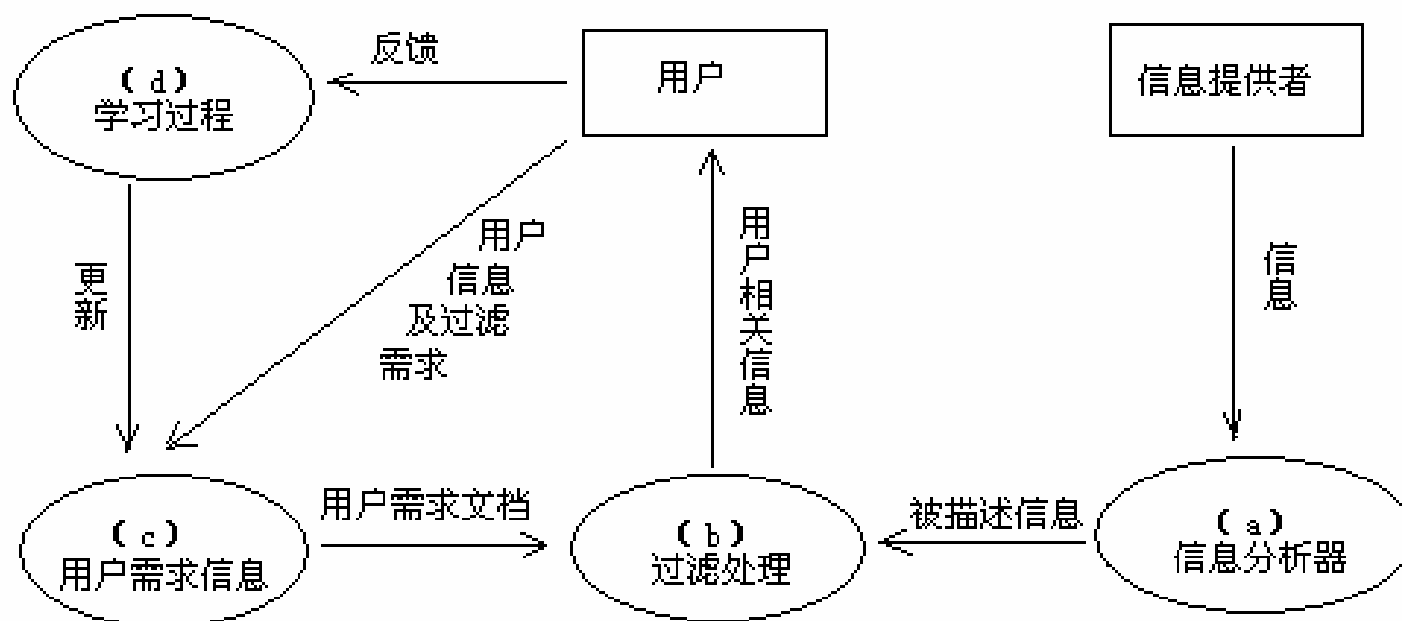 反馈
用户
信息提供者
(d)
学习过程
更新
用户
信息
及过滤
需求
用户相关信息
信息
用户需求文档
被描述信息
(c)
用户需求信息
(b)
过滤处理
(a)
信息分析器